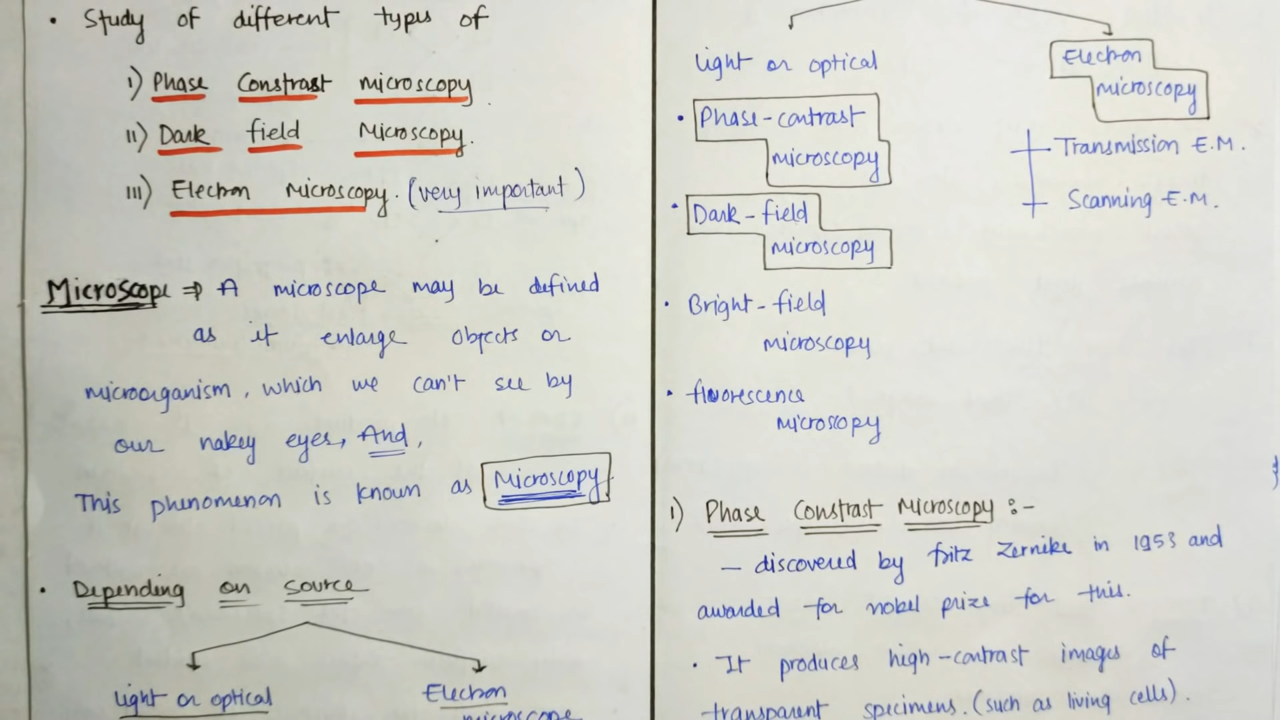 • Study of different types of
i) Phase Constrast microscopy.
ii) Dark field Microscopy.
iii) Electron Microscopy. (very important)
Microscope ⇒ A microscope may be defined
as it enlarge objects or
microorganism, which we can't see by
our nakey eyes, And,
This phenomenon is known as Microscopy.
• Depending on source
light or optical Electron
microscope
light or optical Electron
microscopy
• Phase-contrast
microscopy
Transmission E.M.
• Dark-field
microscopy
Scanning E.M.
• Bright-field
microscopy
• fluorescence
microscopy
i) Phase Constrast Microscopy :-
— discovered by fritz Zernike in 1953 and
awarded for nobel prize for this.
• It produces high-contrast images of
transparent specimens. (such as living cells).